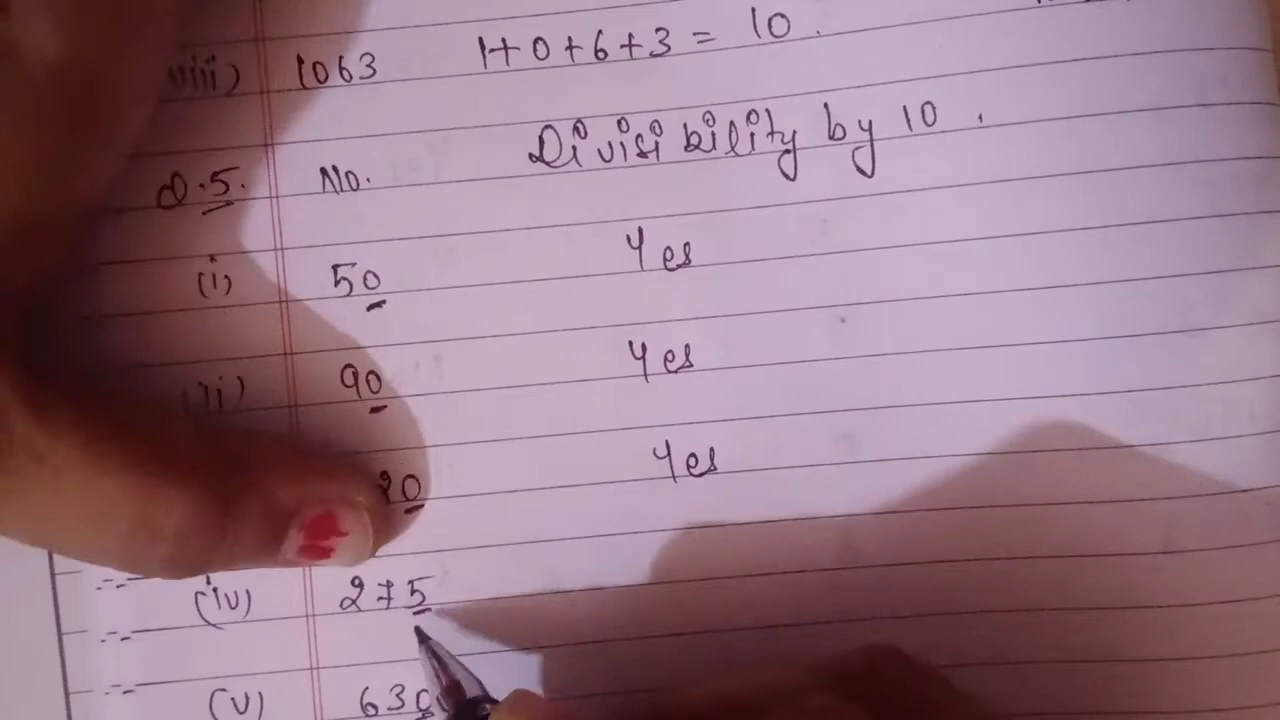 viii) 1063 1+0+6+3 = 10.
Q.5. No. Divisibility by 10.
(i) 50 Yes
(ii) 90 Yes
20 Yes
(iv) 275
(v) 630